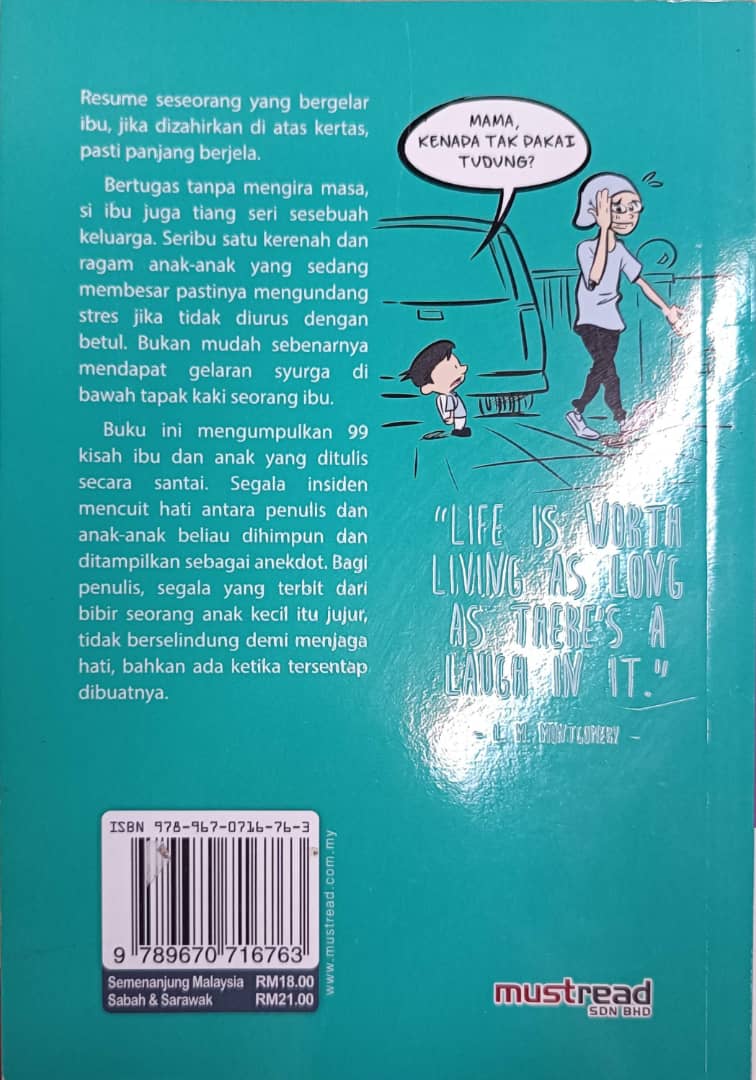 Resume seseorang yang bergelar
ibu, jika dizahirkan di atas kertas,
pasti panjang berjela.
Bertugas tanpa mengira masa,
si ibu juga tiang seri sesebuah
keluarga. Seribu satu kerenah dan
ragam anak-anak yang sedang
membesar pastinya mengundang
stres jika tidak diurus dengan
betul. Bukan mudah sebenarnya
mendapat gelaran syurga di
bawah tapak kaki seorang ibu.
Buku ini mengumpulkan 99
kisah ibu dan anak yang ditulis
secara santai. Segala insiden
mencuit hati antara penulis dan
anak-anak beliau dihimpun dan
ditampilkan sebagai anekdot. Bagi
penulis, segala yang terbit dari
bibir seorang anak kecil itu jujur,
tidak berselindung demi menjaga
hati, bahkan ada ketika tersentap
dibuatnya.
MAMA,
KENAPA TAK PAKAI
TUDUNG?
"LIFE IS WORTH
LIVING AS LONG
AS THERE'S A
LAUGH IN IT."
- L. M. MONTGOMERY -
ISBN 978-967-0716-76-3
9 789670 716763
Semenanjung Malaysia RM18.00
Sabah & Sarawak RM21.00
www.mustread.com.my
mustread
SDN BHD